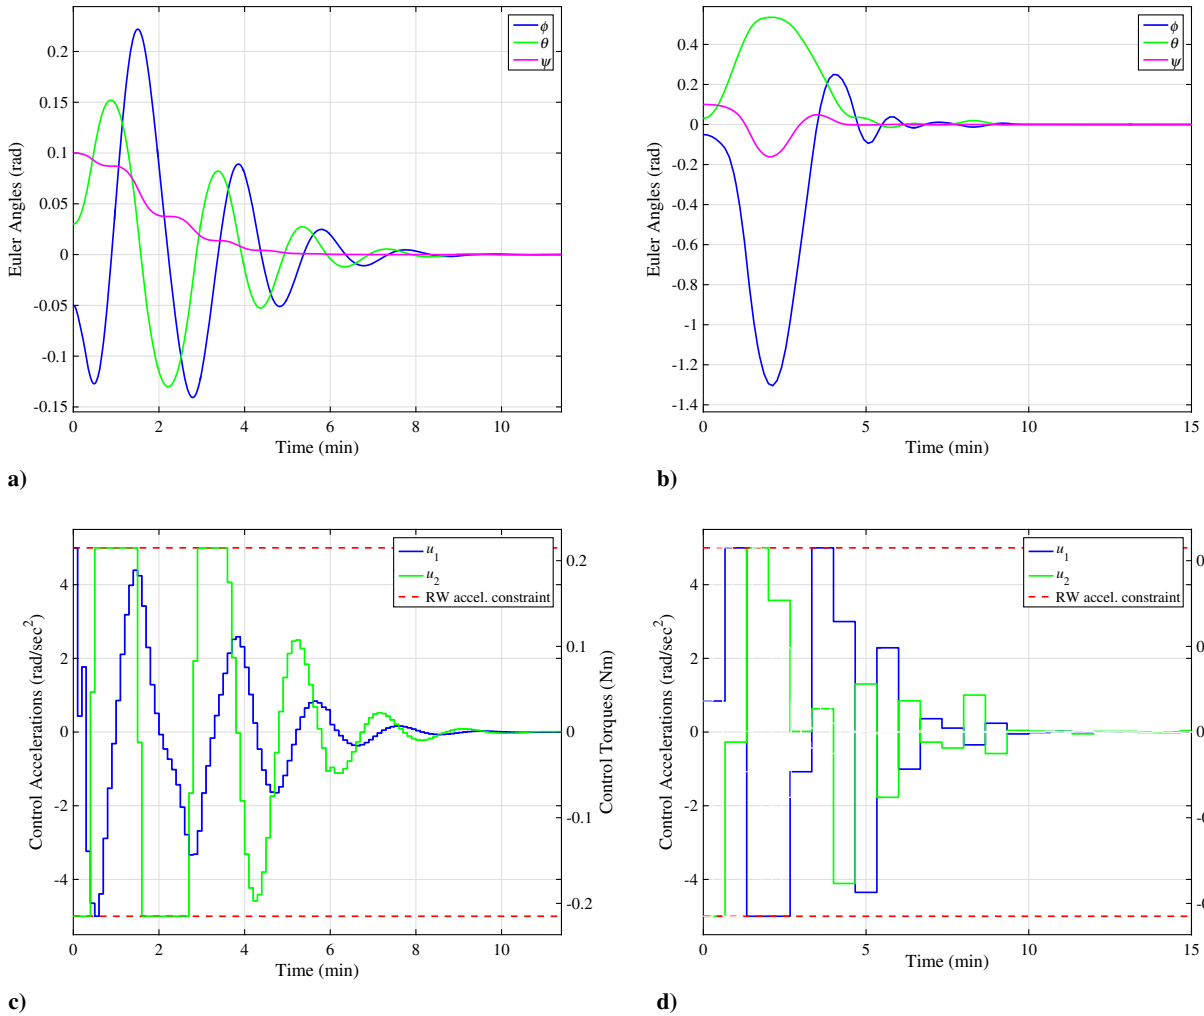 0.2
0.15
0.1
0.05
0
-0.05
-0.1
-0.15
Euler Angles (rad)
ϕ
θ
ψ
0 2 4 6 8 10
Time (min)
a)
0.4
0.2
0
-0.2
-0.4
-0.6
-0.8
-1
-1.2
-1.4
Euler Angles (rad)
ϕ
θ
ψ
0 5 10 15
Time (min)
b)
4
2
0
-2
-4
Control Accelerations (rad/sec²)
u₁
u₂
RW accel. constraint
0.2
0.1
0
-0.1
-0.2
Control Torques (Nm)
0 2 4 6 8 10
Time (min)
c)
4
2
0
-2
-4
Control Accelerations (rad/sec²)
u₁
u₂
RW accel. constraint
0.
0.
0
-0.
-0.
0 5 10 15
Time (min)
d)